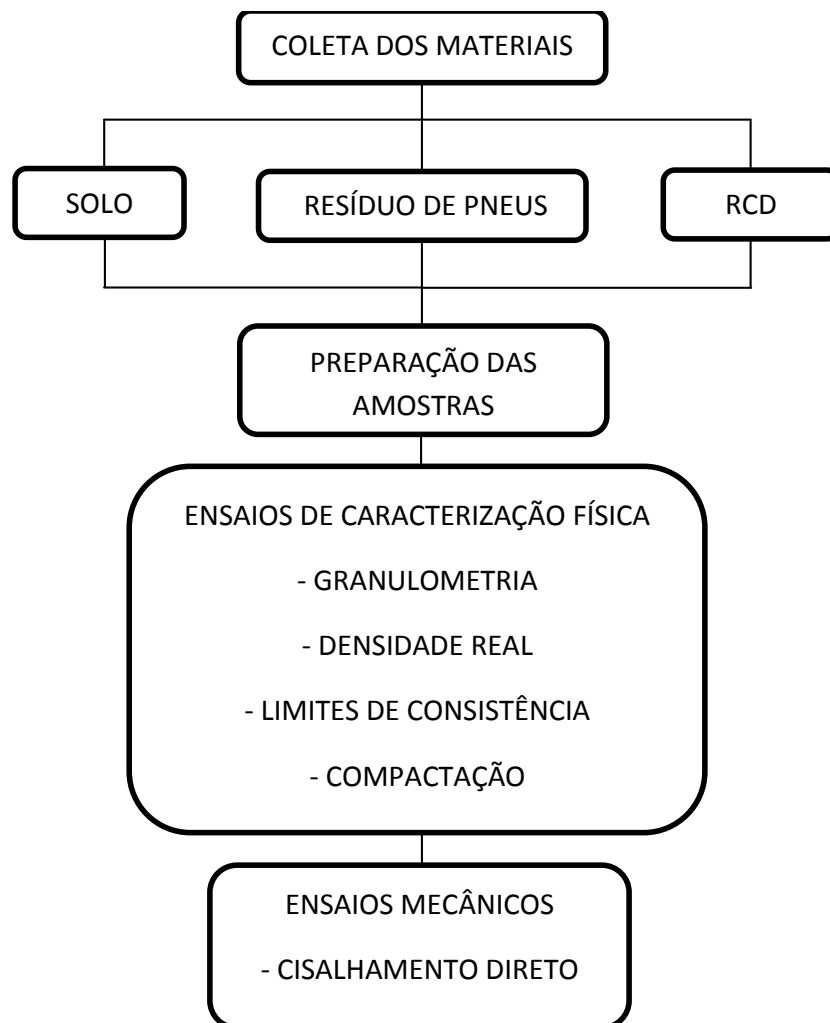 COLETA DOS MATERIAIS
SOLO
RESÍDUO DE PNEUS
RCD
PREPARAÇÃO DAS
AMOSTRAS
ENSAIOS DE CARACTERIZAÇÃO FÍSICA
- GRANULOMETRIA
- DENSIDADE REAL
- LIMITES DE CONSISTÊNCIA
- COMPACTAÇÃO
ENSAIOS MECÂNICOS
- CISALHAMENTO DIRETO